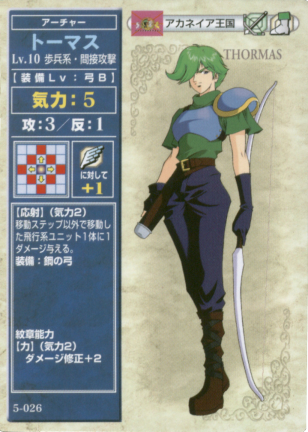 アーチャー
トーマス
Lv.10 歩兵系・間接攻撃
【装備Lv:弓B】
気力:5
攻:3/反:1
に対して
+1
【応射】(気力2)
移動ステップ以外で移動し
た飛行系ユニット1体に1
ダメージ与える。
装備:鋼の弓
紋章能力
【力】(気力2)
ダメージ修正+2
5-026
アカネイア王国
THORMAS